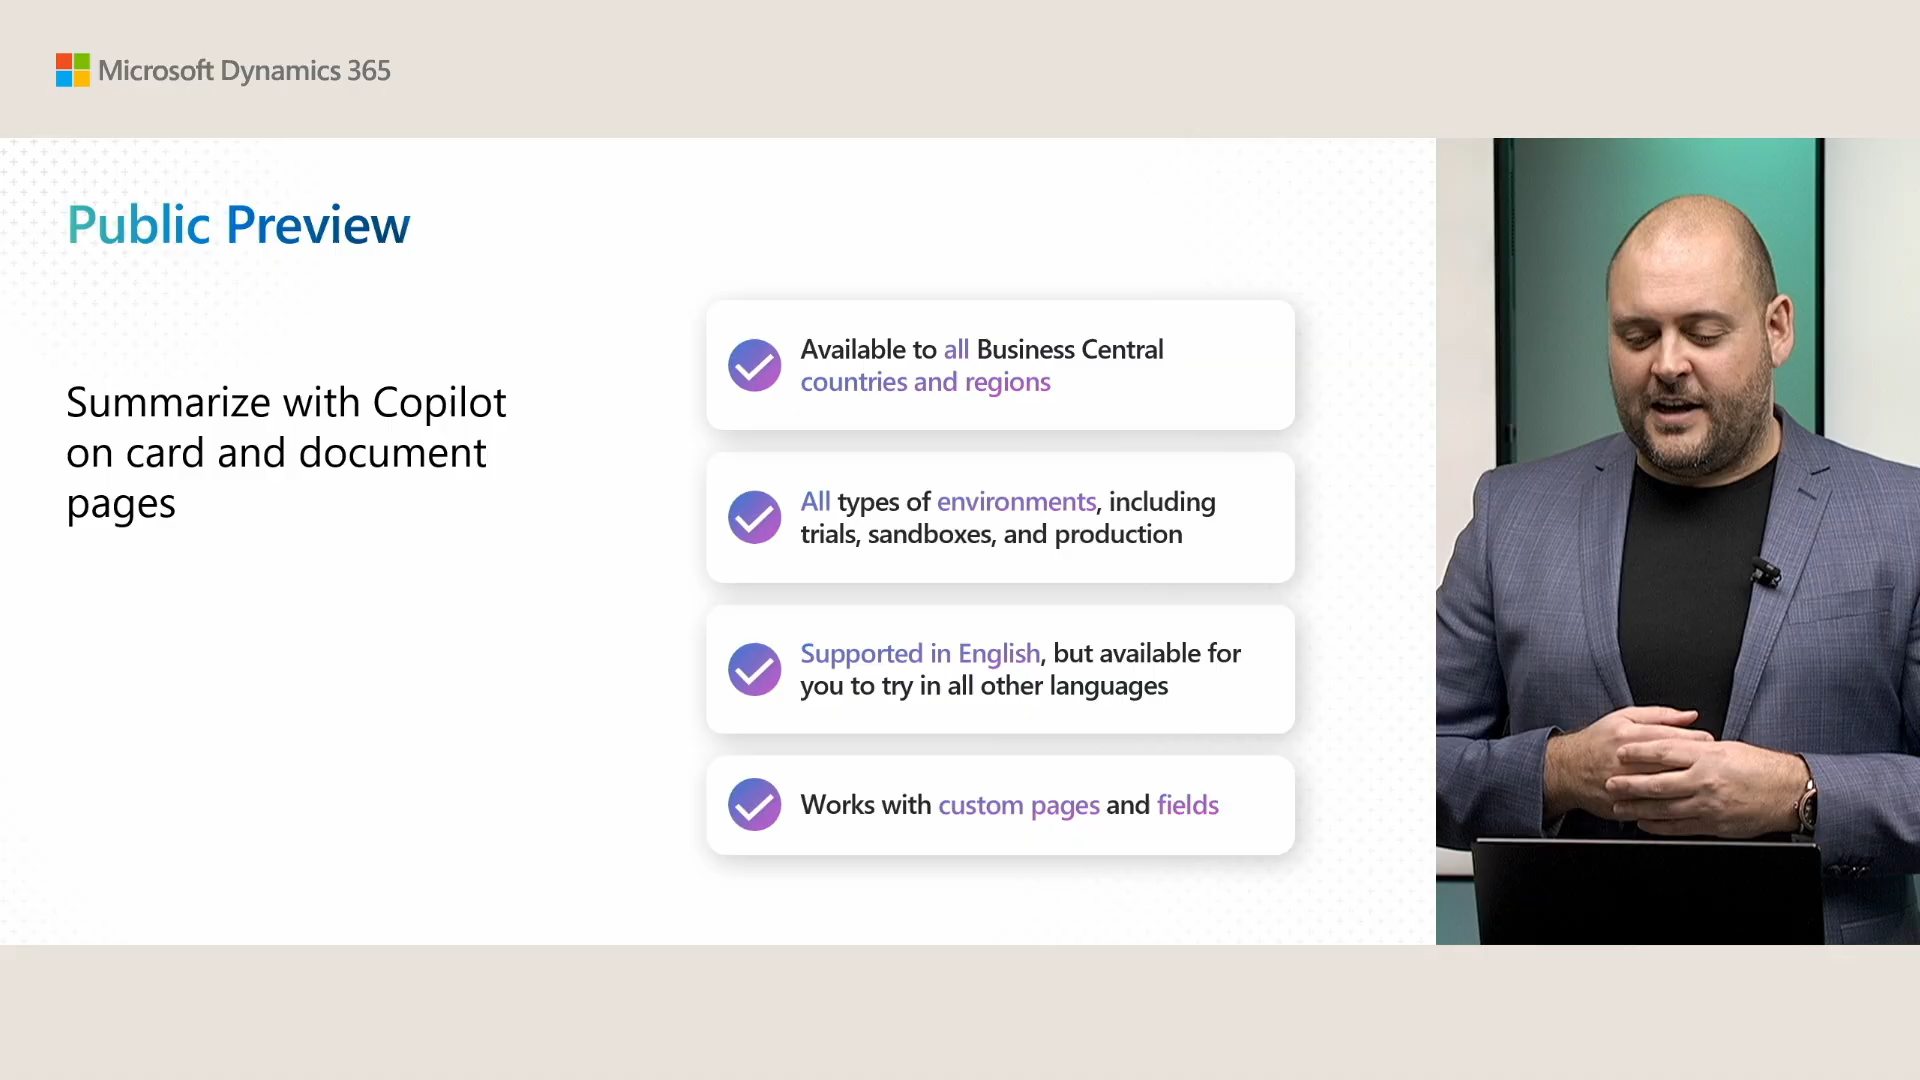 Microsoft Dynamics 365
Public Preview
Summarize with Copilot
on card and document
pages
Available to all Business Central
countries and regions
All types of environments, including
trials, sandboxes, and production
Supported in English, but available for
you to try in all other languages
Works with custom pages and fields